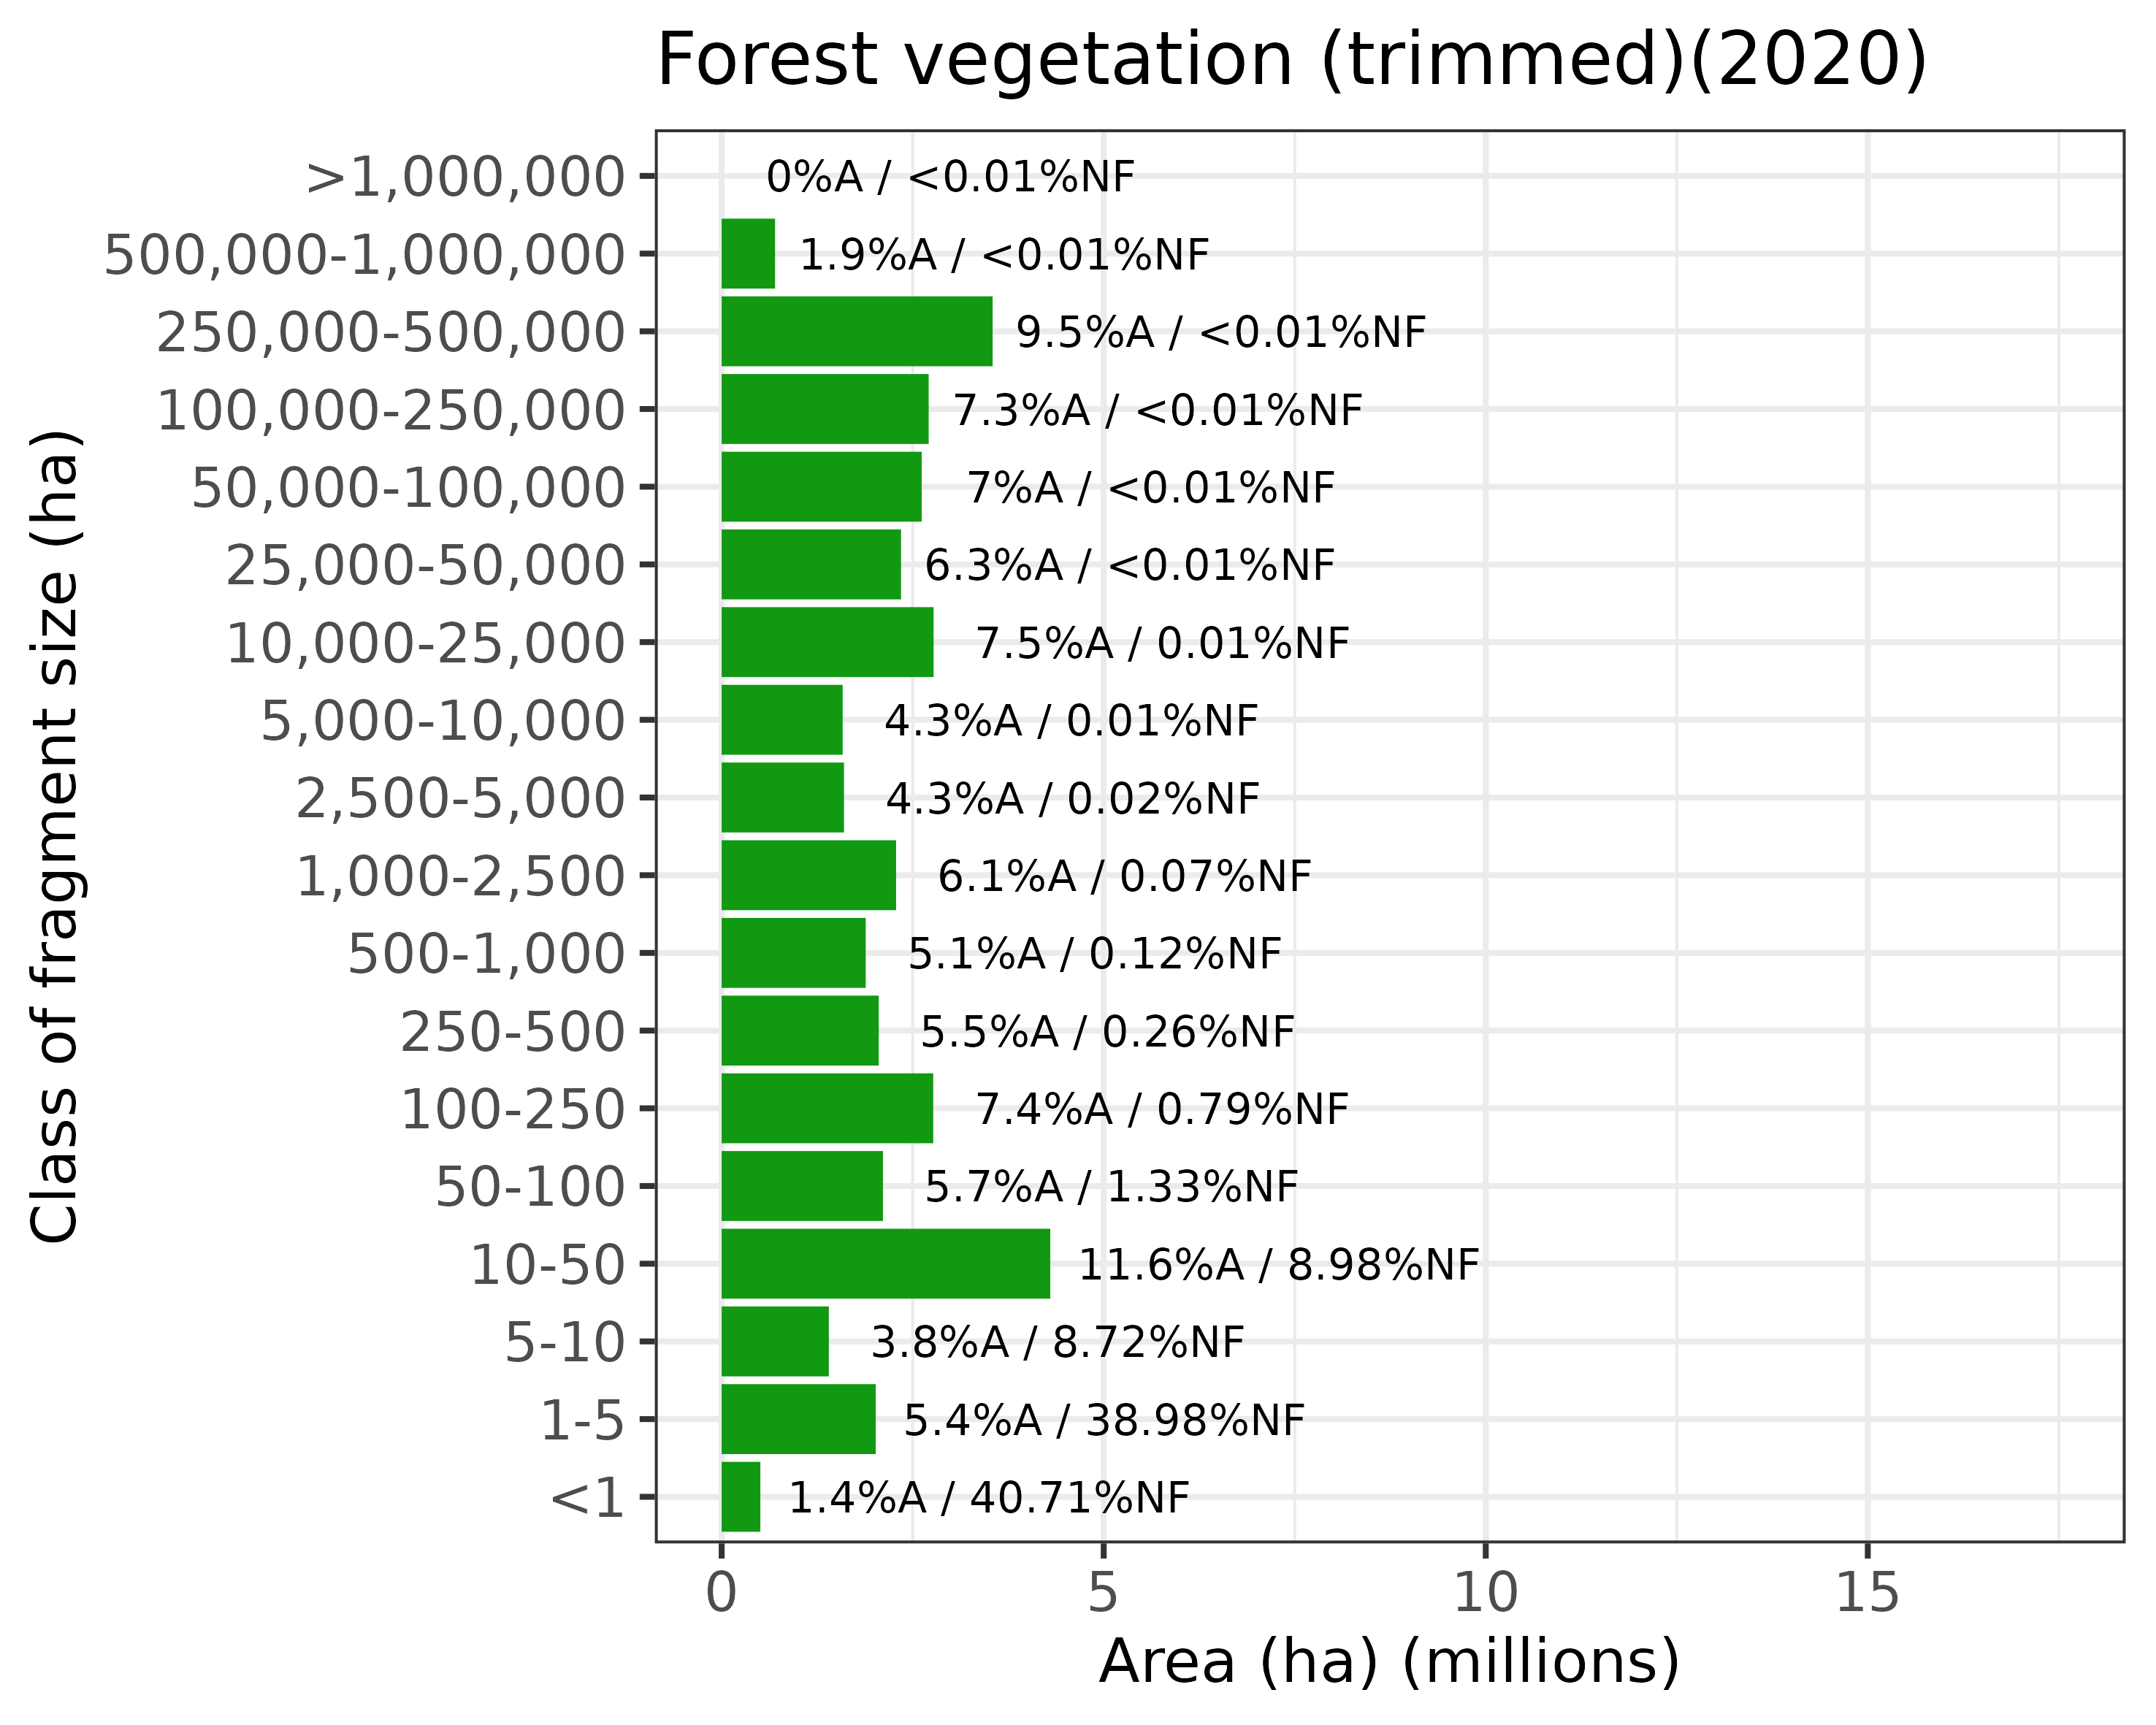 Forest vegetation (trimmed)(2020)
Class of fragment size (ha)
>1,000,000 0%A / <0.01%NF
500,000-1,000,000 1.9%A / <0.01%NF
250,000-500,000 9.5%A / <0.01%NF
100,000-250,000 7.3%A / <0.01%NF
50,000-100,000 7%A / <0.01%NF
25,000-50,000 6.3%A / <0.01%NF
10,000-25,000 7.5%A / 0.01%NF
5,000-10,000 4.3%A / 0.01%NF
2,500-5,000 4.3%A / 0.02%NF
1,000-2,500 6.1%A / 0.07%NF
500-1,000 5.1%A / 0.12%NF
250-500 5.5%A / 0.26%NF
100-250 7.4%A / 0.79%NF
50-100 5.7%A / 1.33%NF
10-50 11.6%A / 8.98%NF
5-10 3.8%A / 8.72%NF
1-5 5.4%A / 38.98%NF
<1 1.4%A / 40.71%NF
0 5 10 15
Area (ha) (millions)